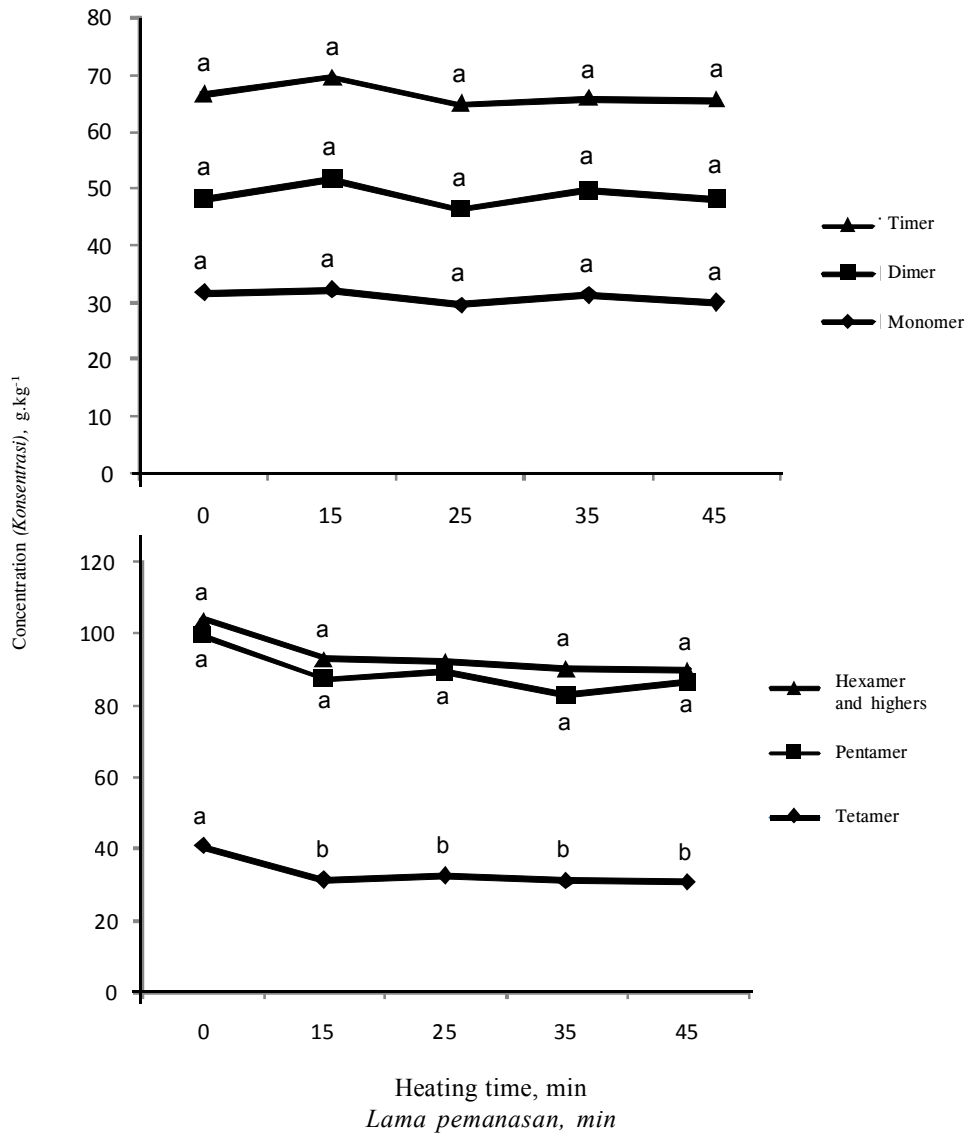 80
70
60
50
40
30
20
10
0
a a a a a
a a a a a
a a a a a
0 15 25 35 45
Timer
Dimer
Monomer
Concentration (Konsentrasi), g.kg⁻¹
120
100
80
60
40
20
0
a a a a
a a a a a
a b b b b
0 15 25 35 45
Hexamer
and highers
Pentamer
Tetamer
Heating time, min
Lama pemanasan, min